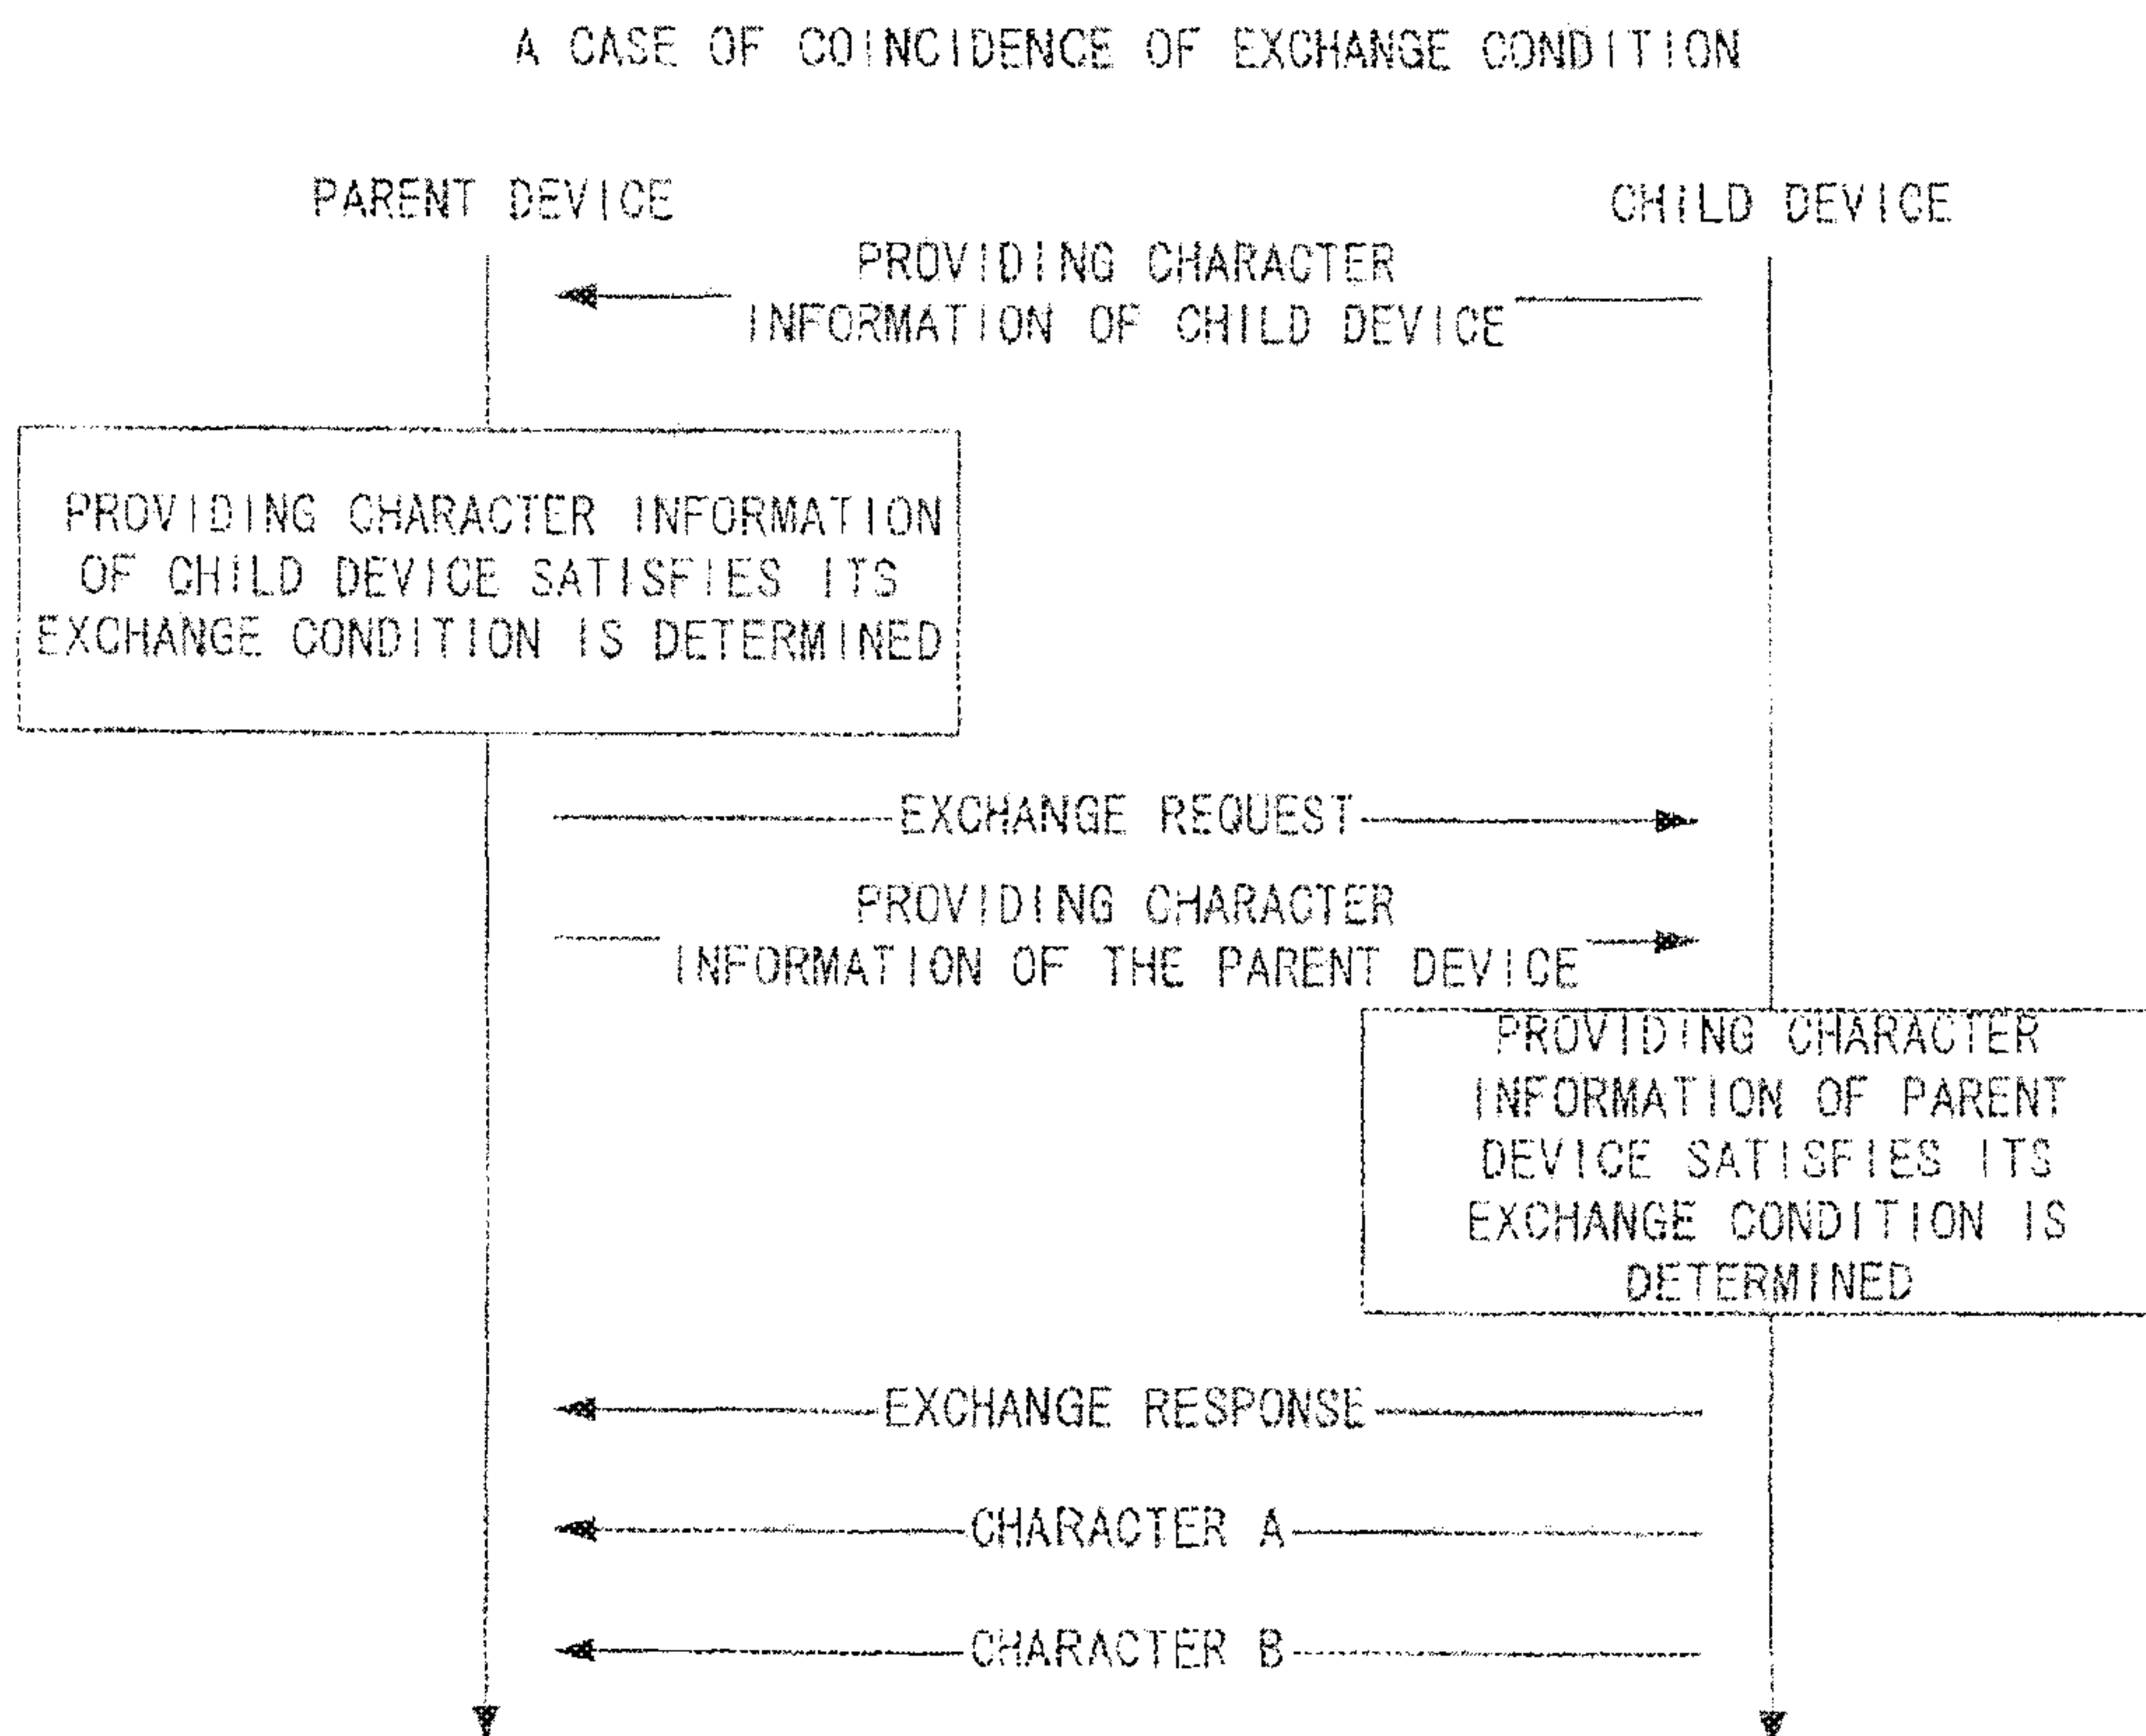 A CASE OF COINCIDENCE OF EXCHANGE CONDITION
PARENT DEVICE
CHILD DEVICE
PROVIDING CHARACTER
INFORMATION OF CHILD DEVICE
PROVIDING CHARACTER INFORMATION
OF CHILD DEVICE SATISFIES ITS
EXCHANGE CONDITION IS DETERMINED
EXCHANGE REQUEST
PROVIDING CHARACTER
INFORMATION OF THE PARENT DEVICE
PROVIDING CHARACTER
INFORMATION OF PARENT
DEVICE SATISFIES ITS
EXCHANGE CONDITION IS
DETERMINED
EXCHANGE RESPONSE
CHARACTER A
CHARACTER B